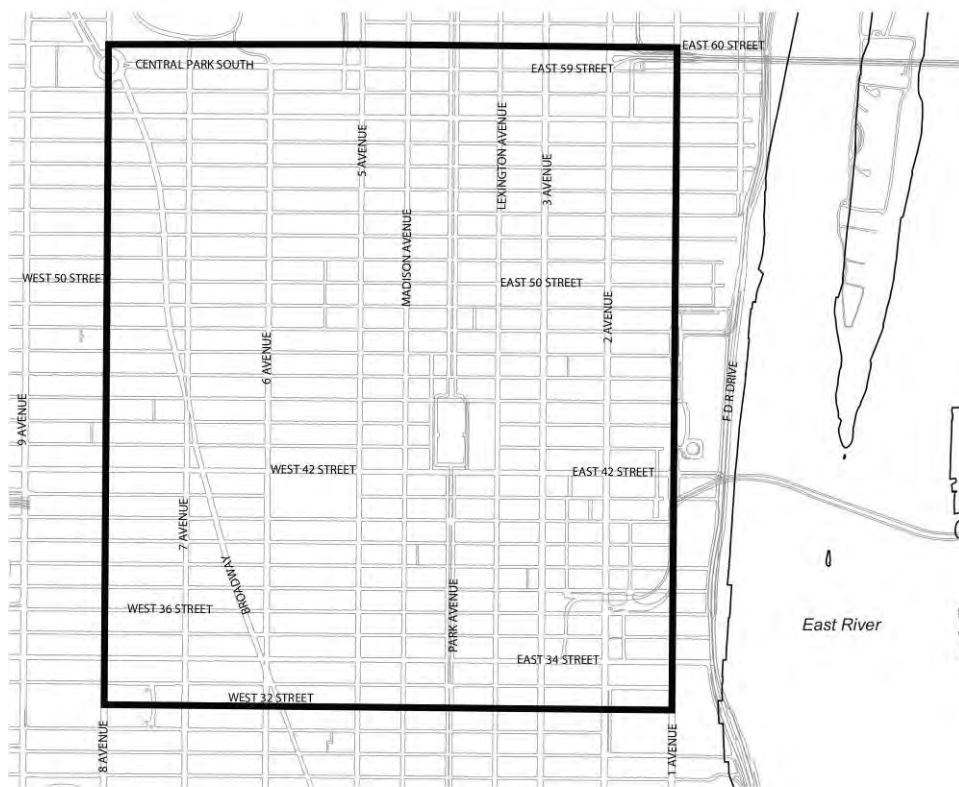 EAST 60 STREET
CENTRAL PARK SOUTH
EAST 59 STREET
5 AVENUE
LEXINGTON AVENUE
3 AVENUE
MADISON AVENUE
WEST 50 STREET
EAST 50 STREET
2 AVENUE
6 AVENUE
9 AVENUE
F D R DRIVE
WEST 42 STREET
EAST 42 STREET
7 AVENUE
BROADWAY
WEST 36 STREET
PARK AVENUE
East River
EAST 34 STREET
WEST 32 STREET
8 AVENUE
1 AVENUE